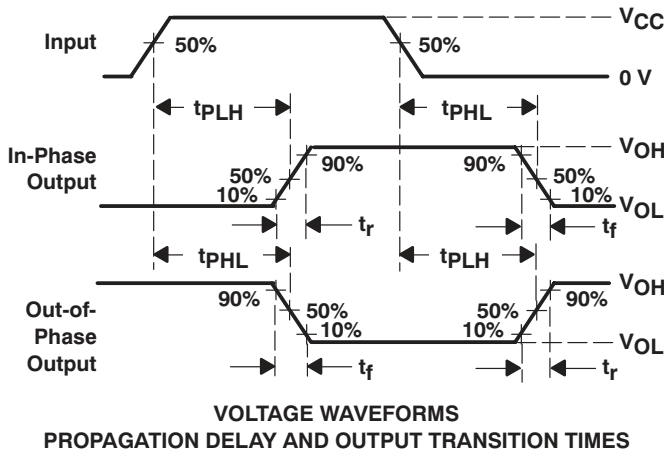 VCC
Input
50%
50%
0 V
tPLH
tPHL
In-Phase
Output
VOH
90%
90%
50%
50%
10%
10%
VOL
tr
tf
tPHL
tPLH
VOH
90%
90%
Out-of-
Phase
Output
50%
50%
10%
10%
VOL
tf
tr
VOLTAGE WAVEFORMS
PROPAGATION DELAY AND OUTPUT TRANSITION TIMES